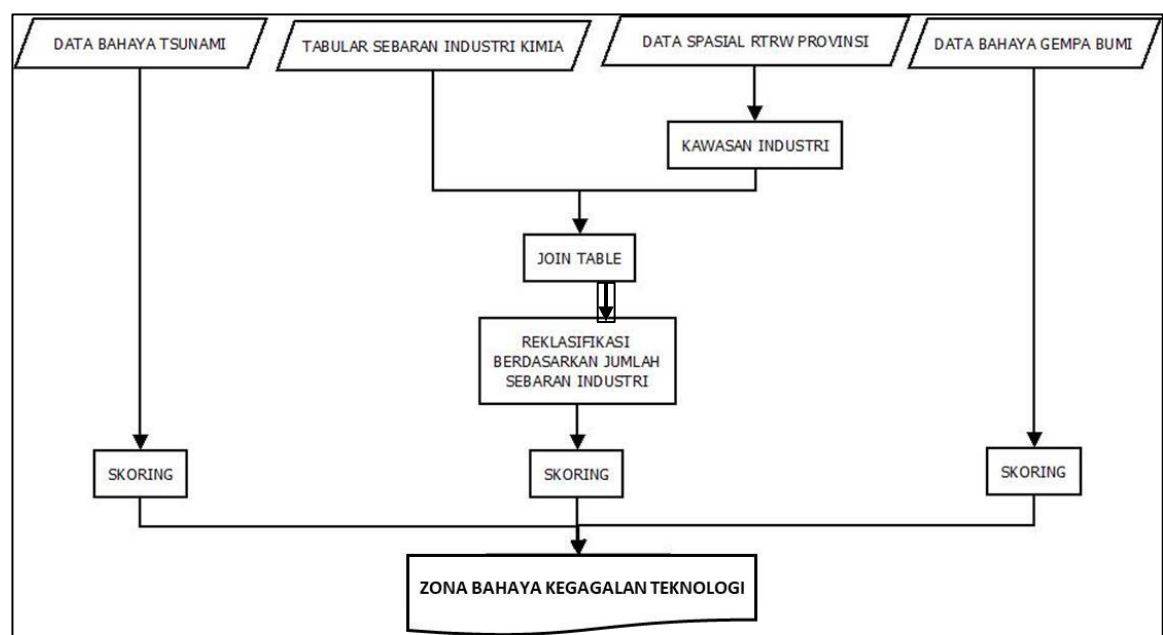 DATA BAHAYA TSUNAMI
TABULAR SEBARAN INDUSTRI KIMIA
DATA SPASIAL RTRW PROVINSI
DATA BAHAYA GEMPA BUMI
KAWASAN INDUSTRI
JOIN TABLE
REKLASIFIKASI
BERDASARKAN JUMLAH
SEBARAN INDUSTRI
SKORING
SKORING
SKORING
ZONA BAHAYA KEGAGALAN TEKNOLOGI